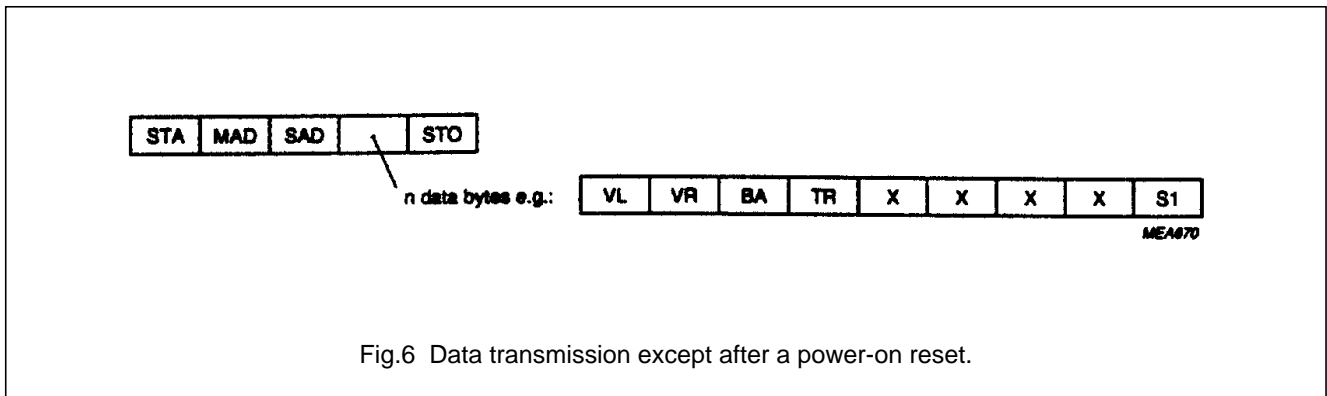 STA MAD SAD STO
n data bytes e.g.: VL VR BA TR X X X X S1
MEA670
Fig.6 Data transmission except after a power-on reset.